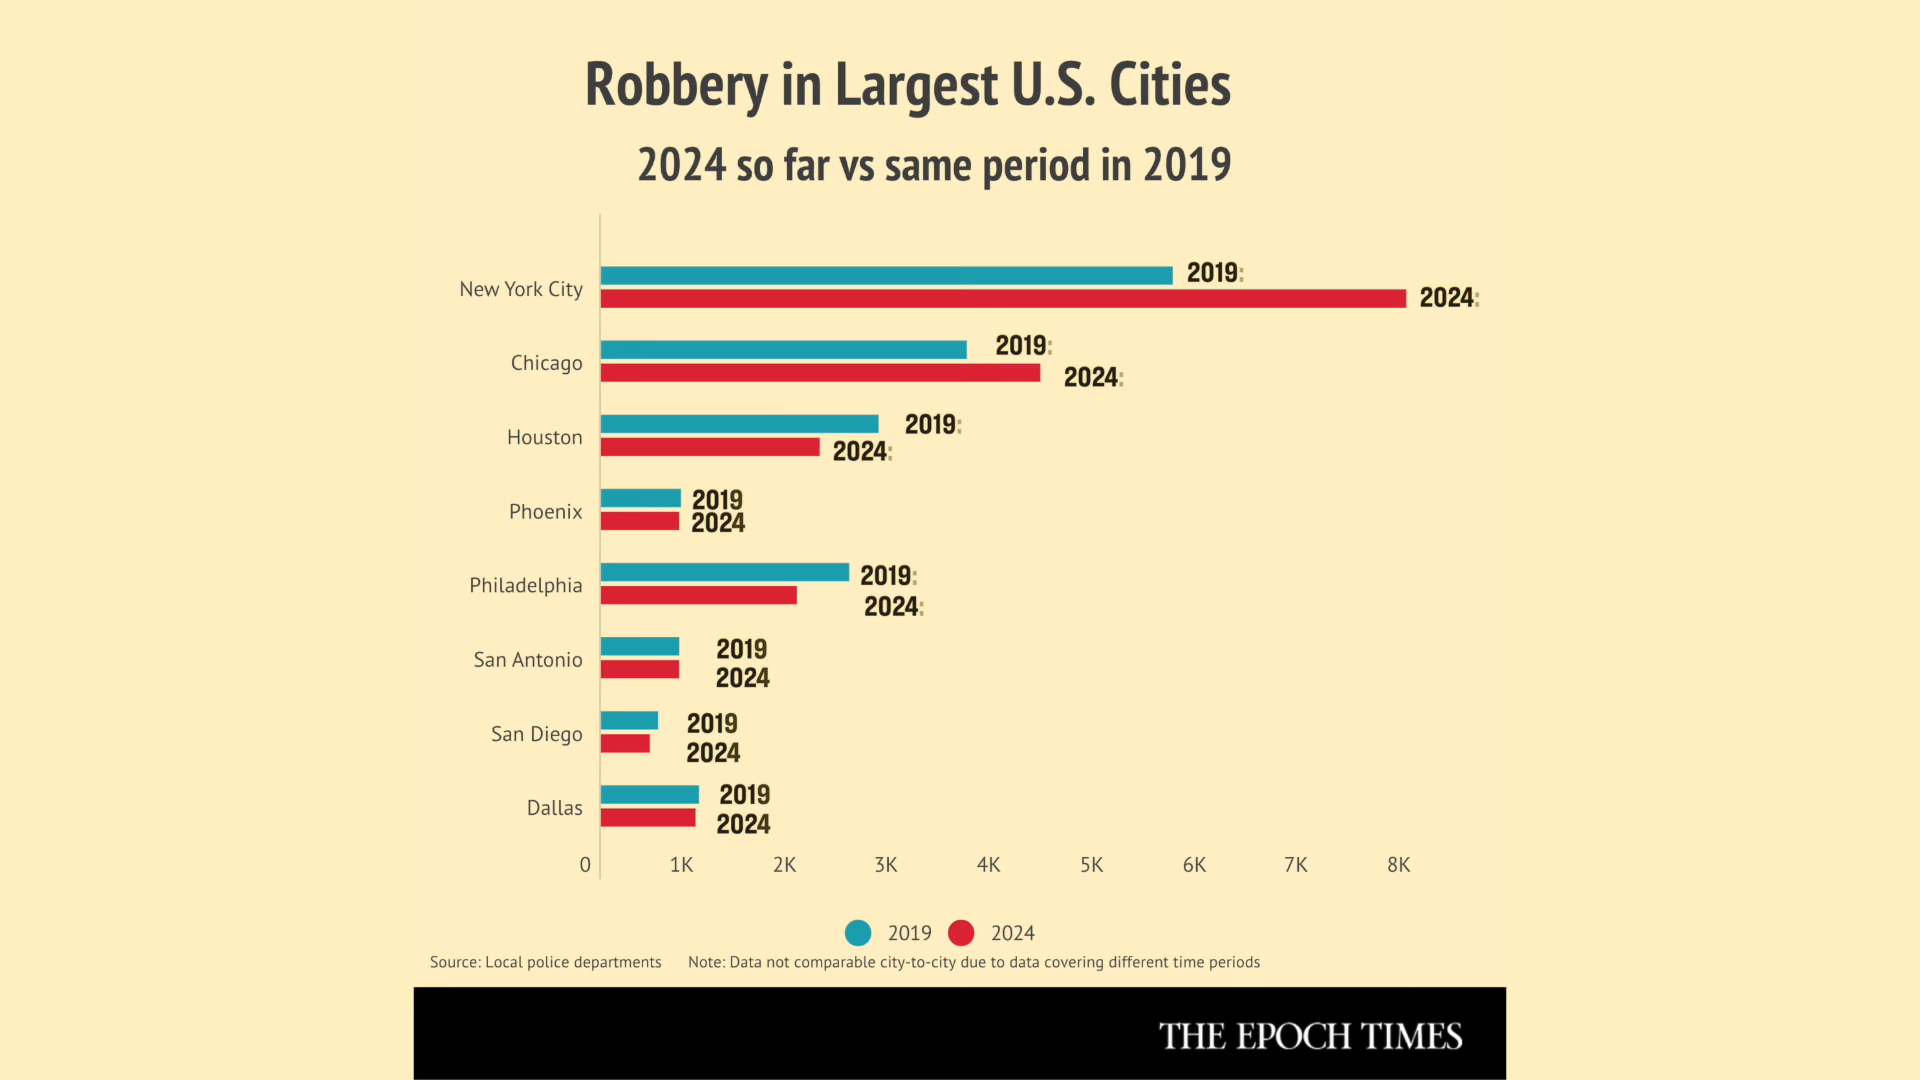 Robbery in Largest U.S. Cities
2024 so far vs same period in 2019
New York City
2019:
2024:
Chicago
2019:
2024:
Houston
2019:
2024:
Phoenix
2019
2024
Philadelphia
2019:
2024:
San Antonio
2019
2024
San Diego
2019
2024
Dallas
2019
2024
0 1K 2K 3K 4K 5K 6K 7K 8K
2019 2024
Source: Local police departments Note: Data not comparable city-to-city due to data covering different time periods
THE EPOCH TIMES